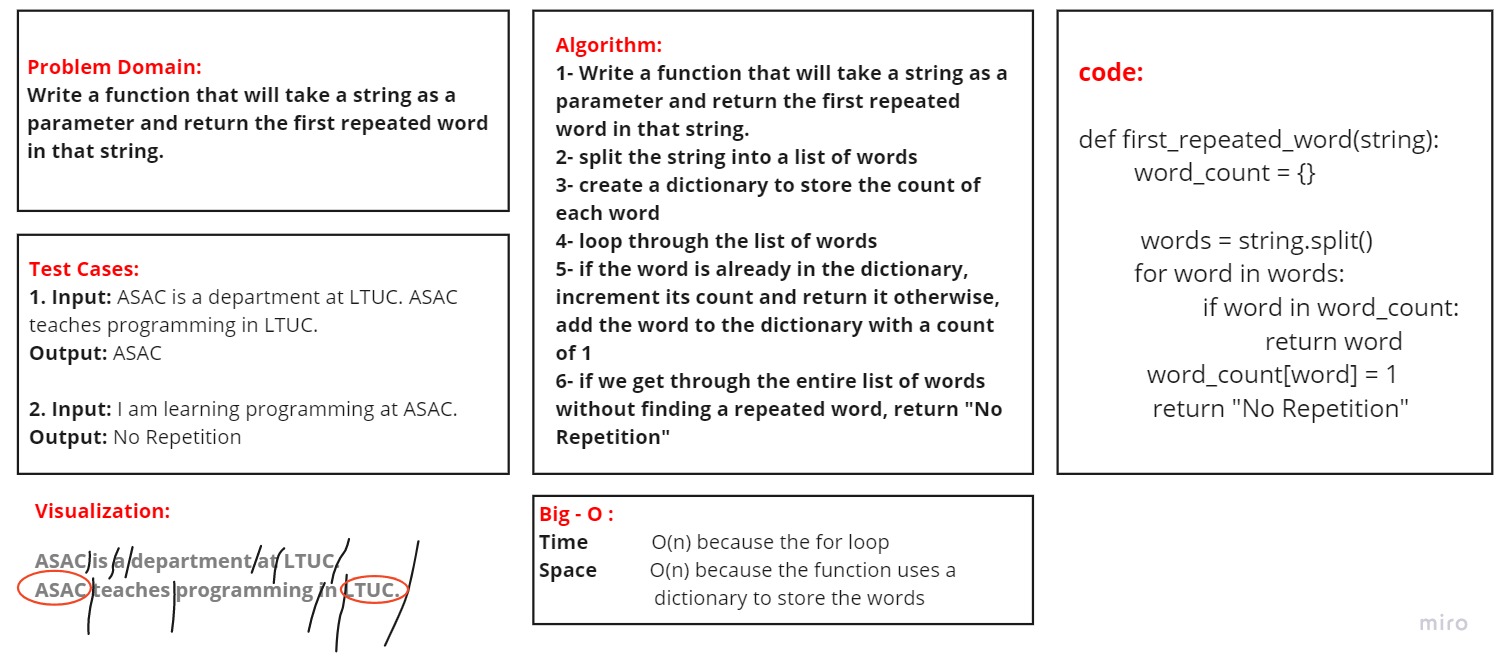 Problem Domain:
Write a function that will take a string as a
parameter and return the first repeated word
in that string.
Test Cases:
1. Input: ASAC is a department at LTUC. ASAC
teaches programming in LTUC.
Output: ASAC
2. Input: I am learning programming at ASAC.
Output: No Repetition
Visualization:
ASAC is a department at LTUC.
ASAC teaches programming in LTUC.
Algorithm:
1- Write a function that will take a string as a
parameter and return the first repeated
word in that string.
2- split the string into a list of words
3- create a dictionary to store the count of
each word
4- loop through the list of words
5- if the word is already in the dictionary,
increment its count and return it otherwise,
add the word to the dictionary with a count
of 1
6- if we get through the entire list of words
without finding a repeated word, return "No
Repetition"
Big - O :
Time O(n) because the for loop
Space O(n) because the function uses a
dictionary to store the words
code:
def first_repeated_word(string):
word_count = {}
words = string.split()
for word in words:
if word in word_count:
return word
word_count[word] = 1
return "No Repetition"
miro